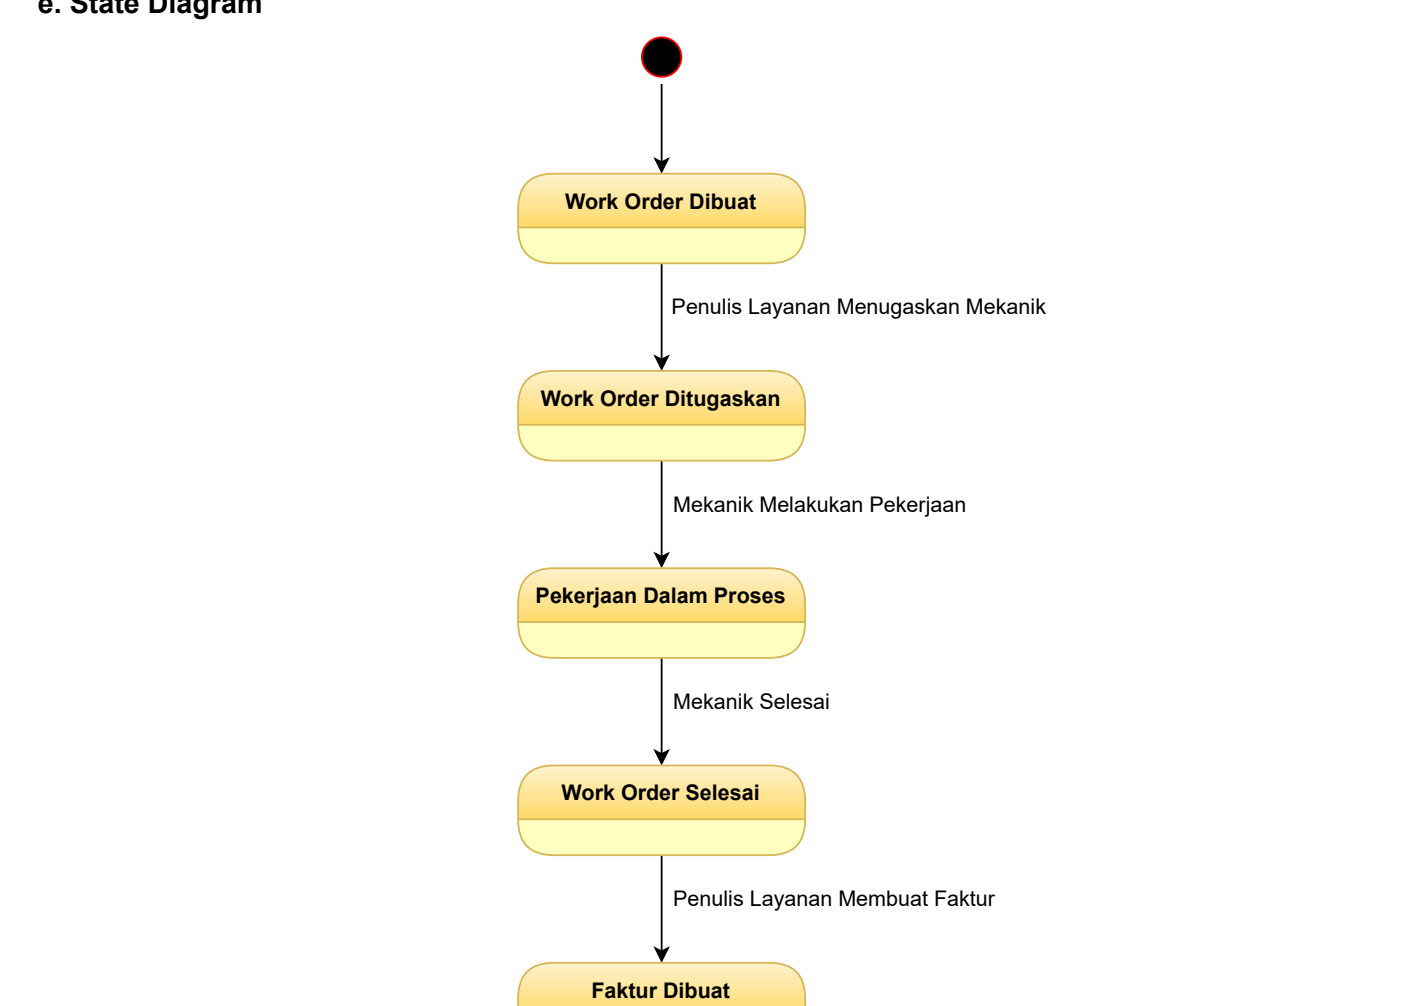 e. State Diagram
Work Order Dibuat
Penulis Layanan Menugaskan Mekanik
Work Order Ditugaskan
Mekanik Melakukan Pekerjaan
Pekerjaan Dalam Proses
Mekanik Selesai
Work Order Selesai
Penulis Layanan Membuat Faktur
Faktur Dibuat